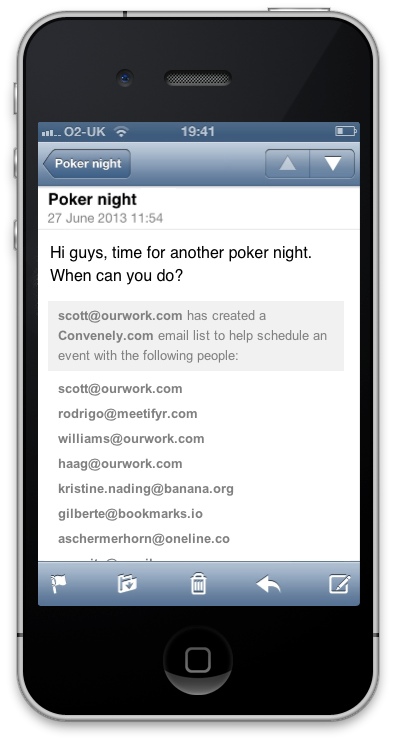 O2-UK 19:41
Poker night
Poker night
27 June 2013 11:54
Hi guys, time for another poker night.
When can you do?
scott@ourwork.com has created a
Convenely.com email list to help schedule an
event with the following people:
scott@ourwork.com
rodrigo@meetifyr.com
williams@ourwork.com
haag@ourwork.com
kristine.nading@banana.org
gilberte@bookmarks.io
aschermerhorn@oneline.co